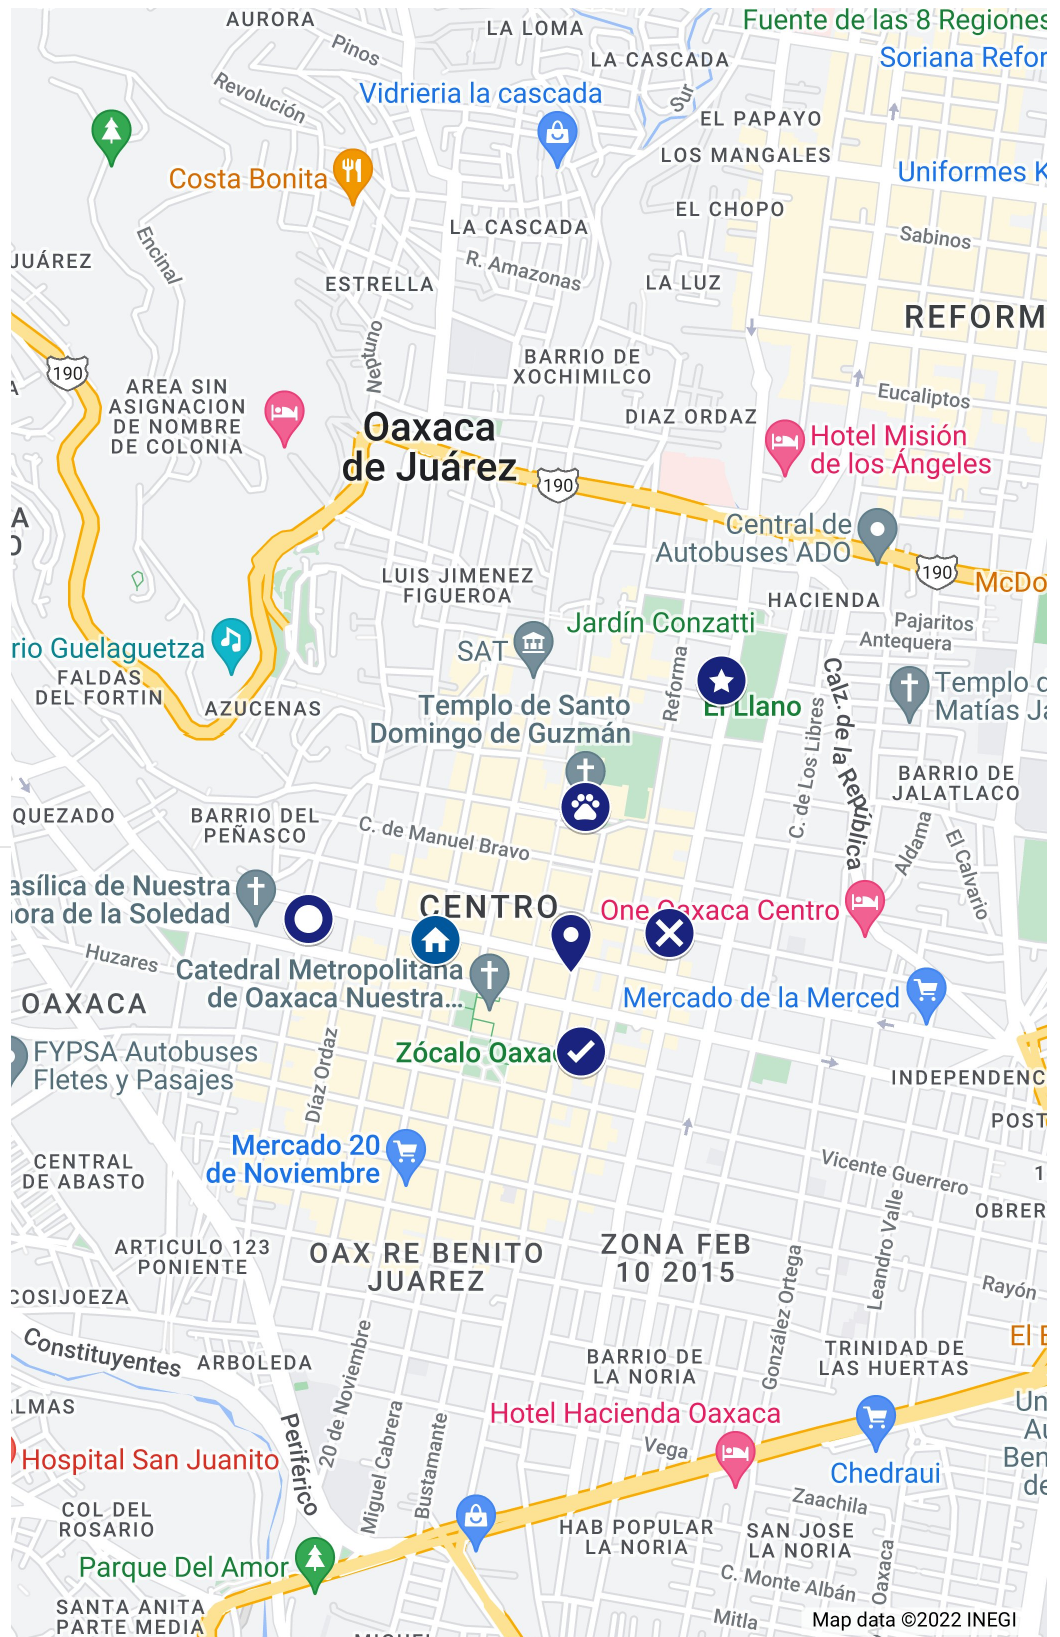 AURORA
LA LOMA
Fuente de las 8 Regiones
Pinos
LA CASCADA
Soriana Refor
Revolución
Vidrieria la cascada
Sur
EL PAPAYO
LOS MANGALES
Costa Bonita
Uniformes K
EL CHOPO
LA CASCADA
Sabinos
Encinal
JUÁREZ
R. Amazonas
ESTRELLA
LA LUZ
REFORM
Neptuno
BARRIO DE
XOCHIMILCO
190
AREA SIN
ASIGNACION
DE NOMBRE
DE COLONIA
Eucaliptos
DIAZ ORDAZ
Oaxaca
de Juárez
Hotel Misión
de los Ángeles
190
Central de
Autobuses ADO
190
McDo
LUIS JIMENEZ
FIGUEROA
HACIENDA
Jardín Conzatti
Pajaritos
Antequera
rio Guelaguetza
SAT
FALDAS
DEL FORTIN
AZUCENAS
Reforma
El Llano
Templo d
Matías Ja
Templo de Santo
Domingo de Guzmán
C. de Los Libres
Calz. de la República
BARRIO DE
JALATLACO
QUEZADO
BARRIO DEL
PEÑASCO
C. de Manuel Bravo
Aldama
El Calvario
asílica de Nuestra
ora de la Soledad
CENTRO
One Oaxaca Centro
Huzares
Catedral Metropolitana
de Oaxaca Nuestra...
Mercado de la Merced
OAXACA
FYPSA Autobuses
Fletes y Pasajes
Zócalo Oaxac
Díaz Ordaz
INDEPENDENC
POST
Mercado 20
de Noviembre
CENTRAL
DE ABASTO
Vicente Guerrero
1
OBRER
Leandro Valle
ARTICULO 123
PONIENTE
OAX RE BENITO
JUAREZ
ZONA FEB
10 2015
González Ortega
Rayón
COSIJOEZA
Constituyentes
ARBOLEDA
20 de Noviembre
BARRIO DE
LA NORIA
TRINIDAD DE
LAS HUERTAS
El E
LMAS
Periférico
Miguel Cabrera
Bustamante
Hotel Hacienda Oaxaca
Un
Au
Ben
de
Hospital San Juanito
Vega
Chedraui
COL DEL
ROSARIO
Zaachila
HAB POPULAR
LA NORIA
SAN JOSE
LA NORIA
Oaxaca
Parque Del Amor
C. Monte Albán
SANTA ANITA
PARTE MEDIA
Mitla
Map data ©2022 INEGI